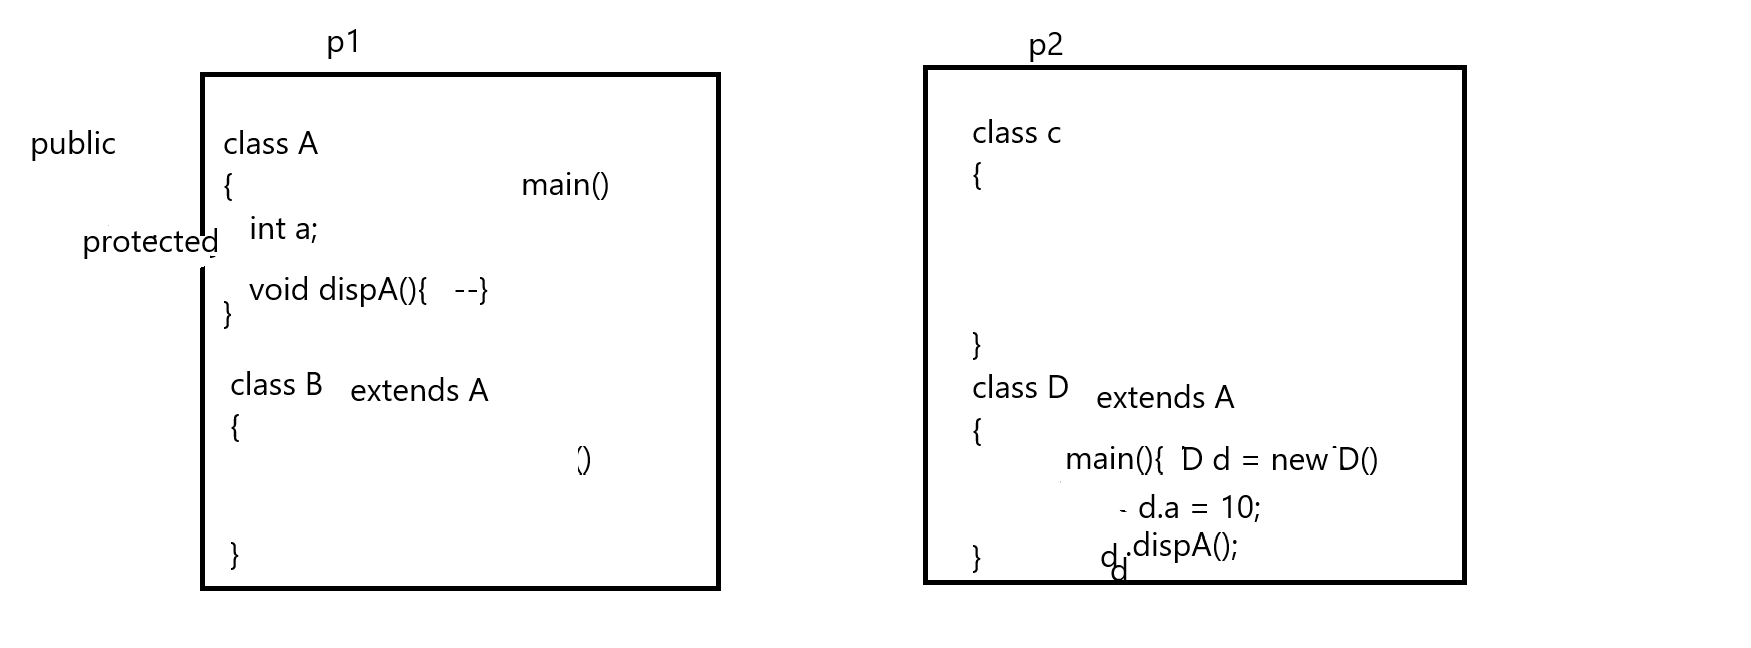 p1
public class A
{
main()
protected int a;
void dispA(){ --}
}
class B extends A
{
()
}
p2
class c
{
}
class D extends A
{
main(){ D d = new D()
- d.a = 10;
d.dispA();
d
}